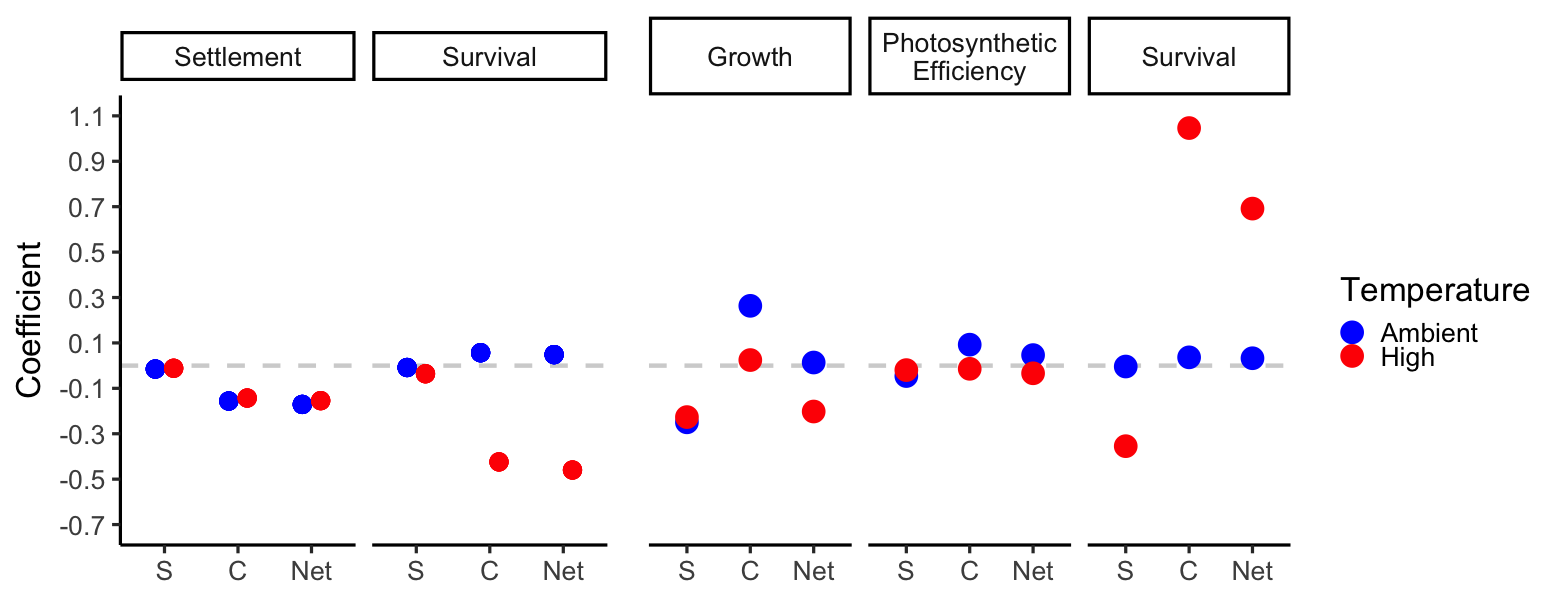 Settlement
Survival
Growth
Photosynthetic
Efficiency
Survival
Coefficient
1.1
0.9
0.7
0.5
0.3
0.1
-0.1
-0.3
-0.5
-0.7
S C Net
S C Net
S C Net
S C Net
S C Net
Temperature
Ambient
High